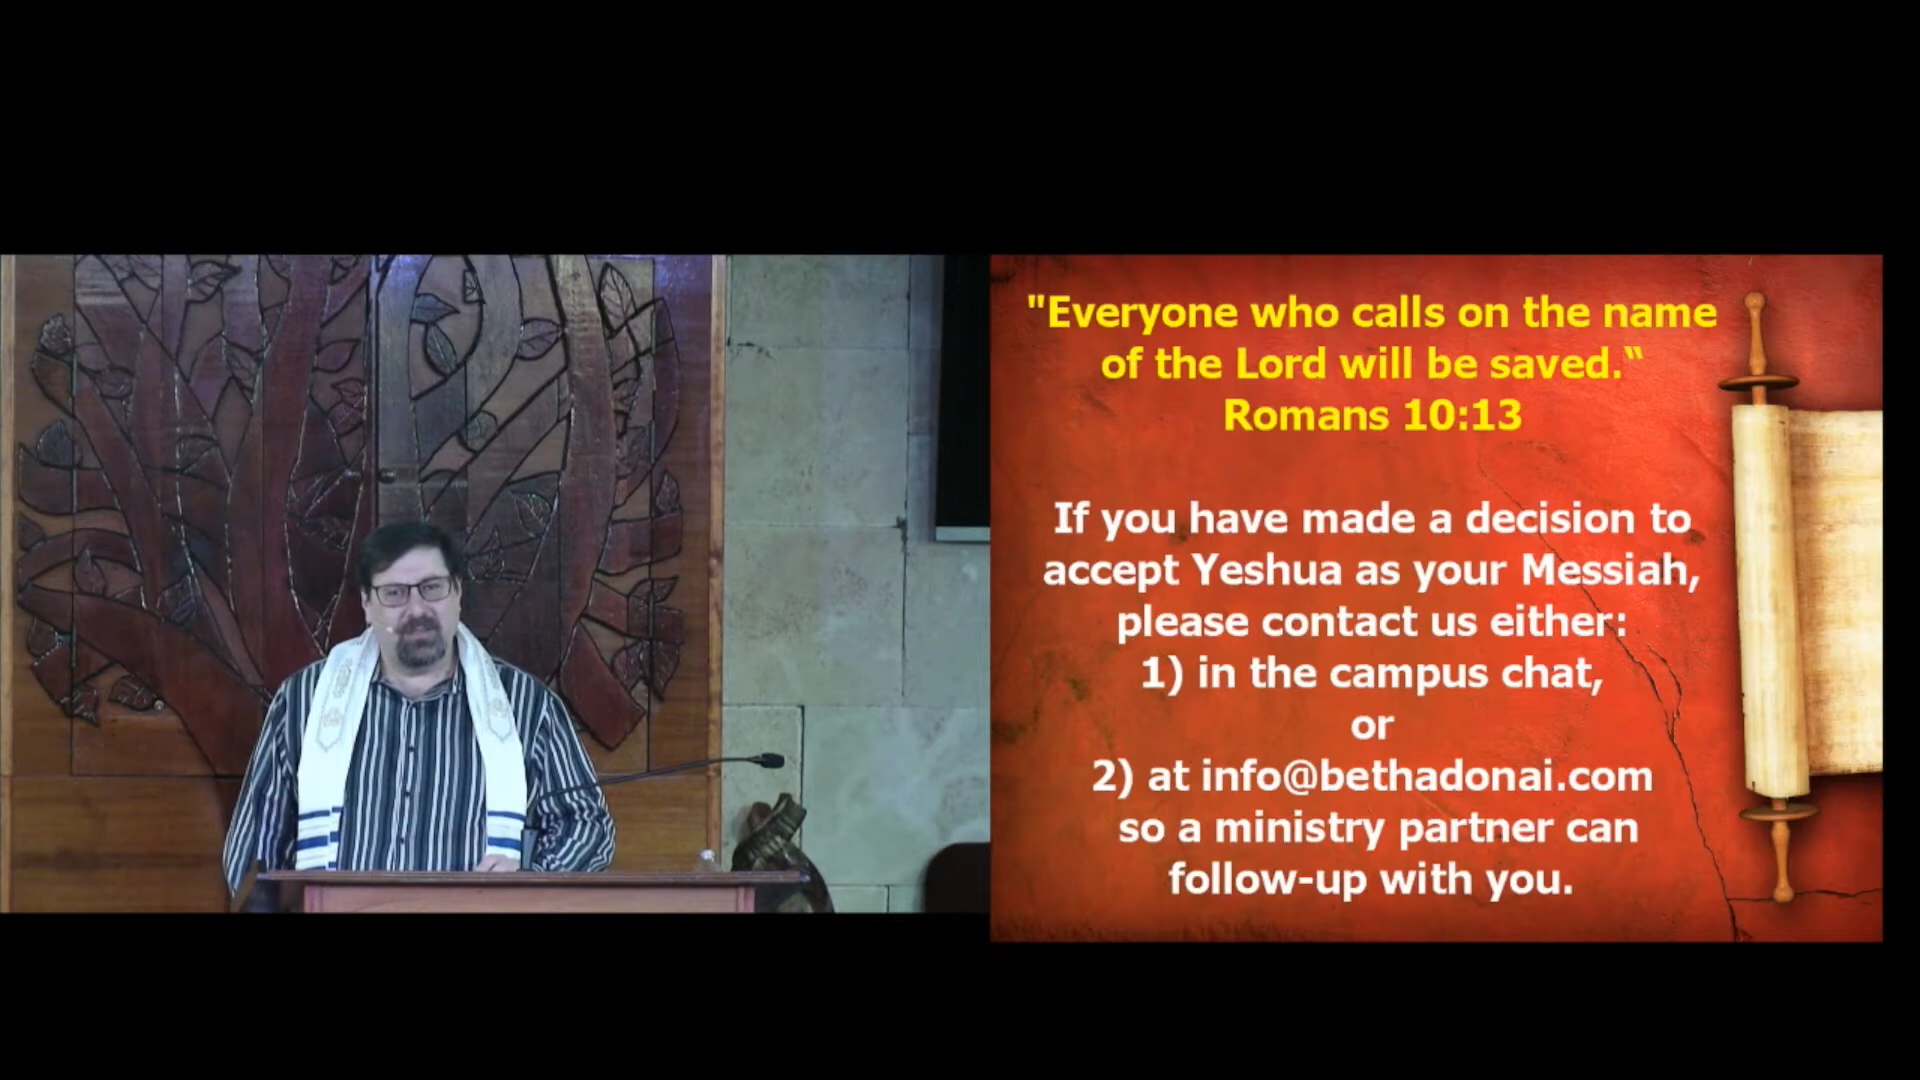 "Everyone who calls on the name
of the Lord will be saved.“
Romans 10:13
If you have made a decision to
accept Yeshua as your Messiah,
please contact us either:
1) in the campus chat,
or
2) at info@bethadonai.com
so a ministry partner can
follow-up with you.